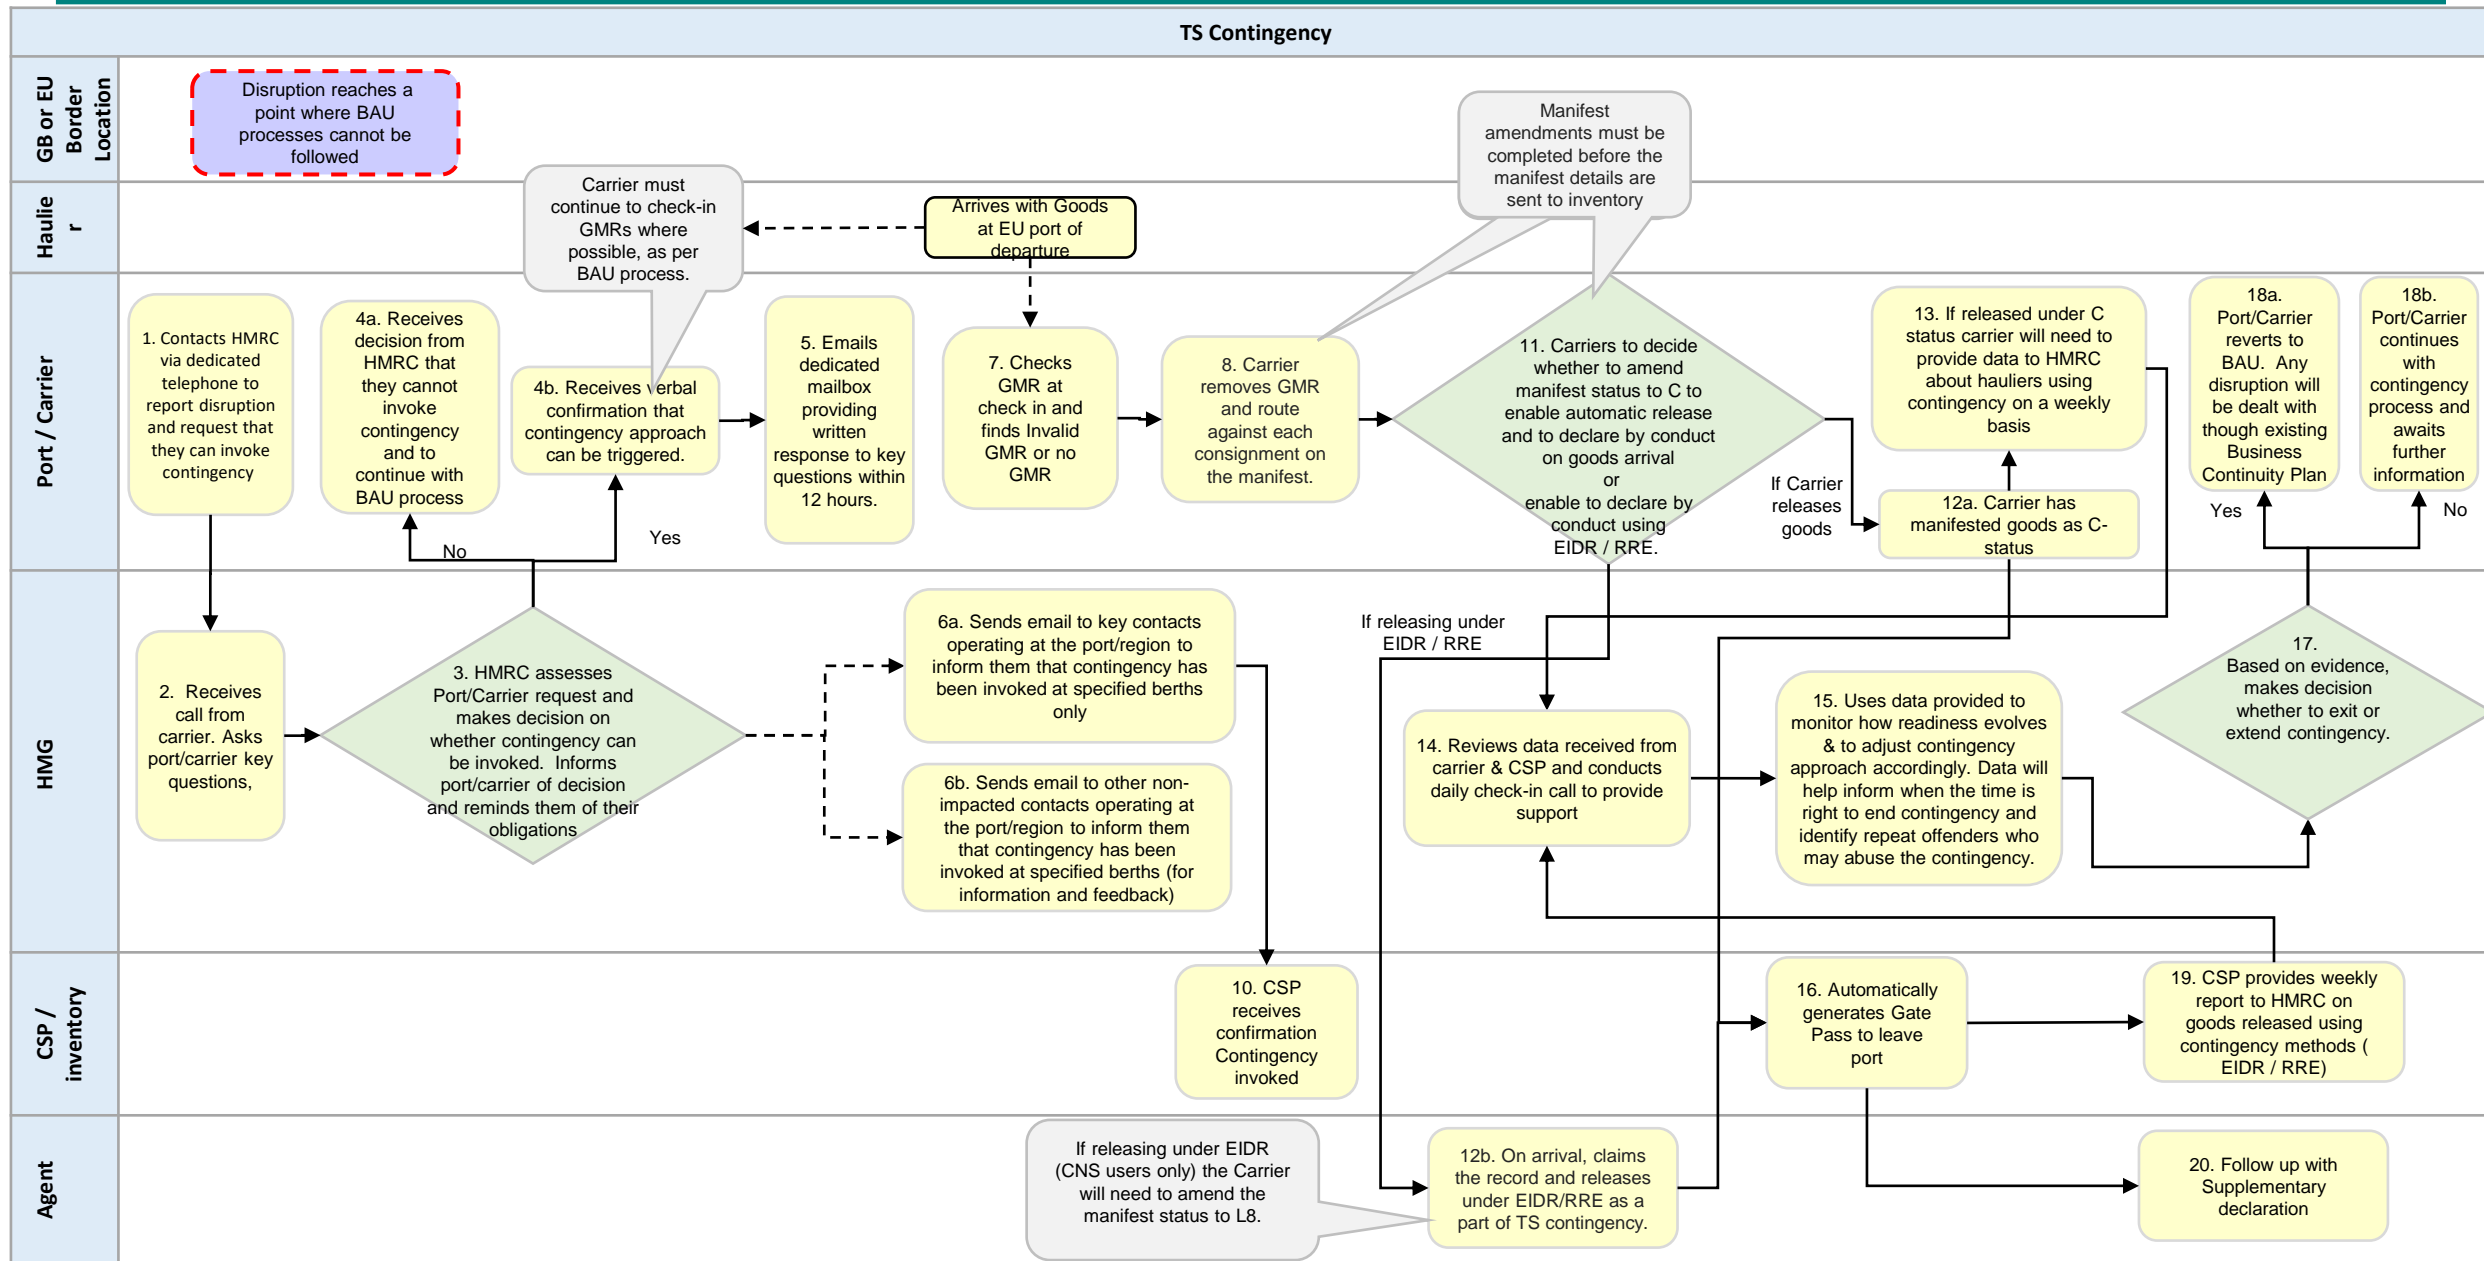 TS Contingency
GB or EU
Border
Location
Disruption reaches a
point where BAU
processes cannot be
followed
Manifest
amendments must be
completed before the
manifest details are
sent to inventory
Haulie
r
Carrier must
continue to check-in
GMRs where
possible, as per
BAU process.
Arrives with Goods
at EU port of
departure
Port / Carrier
1. Contacts HMRC
via dedicated
telephone to
report disruption
and request that
they can invoke
contingency
4a. Receives
decision from
HMRC that
they cannot
invoke
contingency
and to
continue with
BAU process
4b. Receives verbal
confirmation that
contingency approach
can be triggered.
5. Emails
dedicated
mailbox
providing
written
response to key
questions within
12 hours.
7. Checks
GMR at
check in and
finds Invalid
GMR or no
GMR
8. Carrier
removes GMR
and route
against each
consignment on
the manifest.
11. Carriers to decide
whether to amend
manifest status to C to
enable automatic release
and to declare by conduct
on goods arrival
or
enable to declare by
conduct using
EIDR / RRE.
If Carrier
releases
goods
13. If released under C
status carrier will need to
provide data to HMRC
about hauliers using
contingency on a weekly
basis
12a. Carrier has
manifested goods as C-
status
18a.
Port/Carrier
reverts to
BAU.  Any
disruption will
be dealt with
though existing
Business
Continuity Plan
18b.
Port/Carrier
continues
with
contingency
process and
awaits
further
information
No
Yes
Yes
No
HMG
2.  Receives
call from
carrier. Asks
port/carrier key
questions,
3. HMRC assesses
Port/Carrier request and
makes decision on
whether contingency can
be invoked.  Informs
port/carrier of decision
and reminds them of their
obligations
6a. Sends email to key contacts
operating at the port/region to
inform them that contingency has
been invoked at specified berths
only
6b. Sends email to other non-
impacted contacts operating at
the port/region to inform them
that contingency has been
invoked at specified berths (for
information and feedback)
If releasing under
EIDR / RRE
14. Reviews data received from
carrier & CSP and conducts
daily check-in call to provide
support
15. Uses data provided to
monitor how readiness evolves
& to adjust contingency
approach accordingly. Data will
help inform when the time is
right to end contingency and
identify repeat offenders who
may abuse the contingency.
17.
Based on evidence,
makes decision
whether to exit or
extend contingency.
CSP /
inventory
10. CSP
receives
confirmation
Contingency
invoked
16. Automatically
generates Gate
Pass to leave
port
19. CSP provides weekly
report to HMRC on
goods released using
contingency methods (
EIDR / RRE)
Agent
If releasing under EIDR
(CNS users only) the Carrier
will need to amend the
manifest status to L8.
12b. On arrival, claims
the record and releases
under EIDR/RRE as a
part of TS contingency.
20. Follow up with
Supplementary
declaration